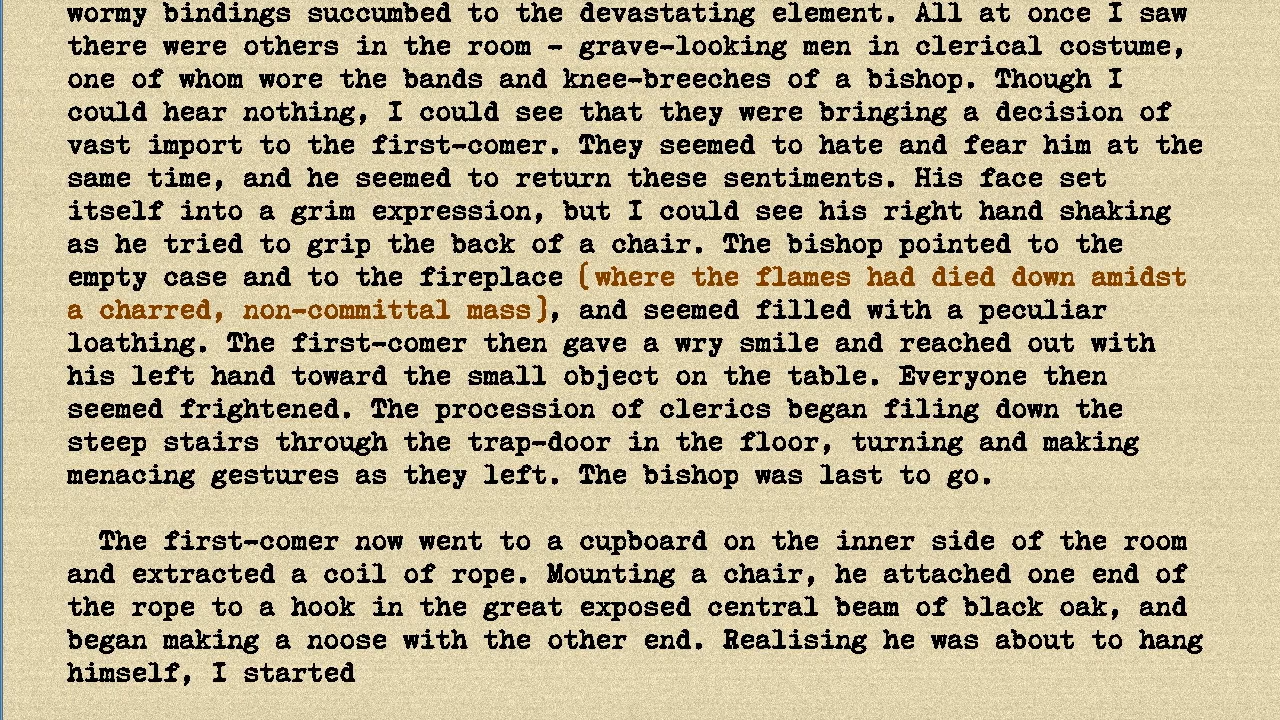 wormy bindings succumbed to the devastating element. All at once I saw
there were others in the room – grave-looking men in clerical costume,
one of whom wore the bands and knee-breeches of a bishop. Though I
could hear nothing, I could see that they were bringing a decision of
vast import to the first-comer. They seemed to hate and fear him at the
same time, and he seemed to return these sentiments. His face set
itself into a grim expression, but I could see his right hand shaking
as he tried to grip the back of a chair. The bishop pointed to the
empty case and to the fireplace (where the flames had died down amidst
a charred, non-committal mass), and seemed filled with a peculiar
loathing. The first-comer then gave a wry smile and reached out with
his left hand toward the small object on the table. Everyone then
seemed frightened. The procession of clerics began filing down the
steep stairs through the trap-door in the floor, turning and making
menacing gestures as they left. The bishop was last to go.
The first-comer now went to a cupboard on the inner side of the room
and extracted a coil of rope. Mounting a chair, he attached one end of
the rope to a hook in the great exposed central beam of black oak, and
began making a noose with the other end. Realising he was about to hang
himself, I started